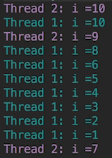 Thread 2: i =10
Thread 1: i =10
Thread 2: i =9
Thread 1: i =8
Thread 1: i =6
Thread 1: i =5
Thread 1: i =4
Thread 1: i =3
Thread 1: i =2
Thread 1: i =1
Thread 2: i =7